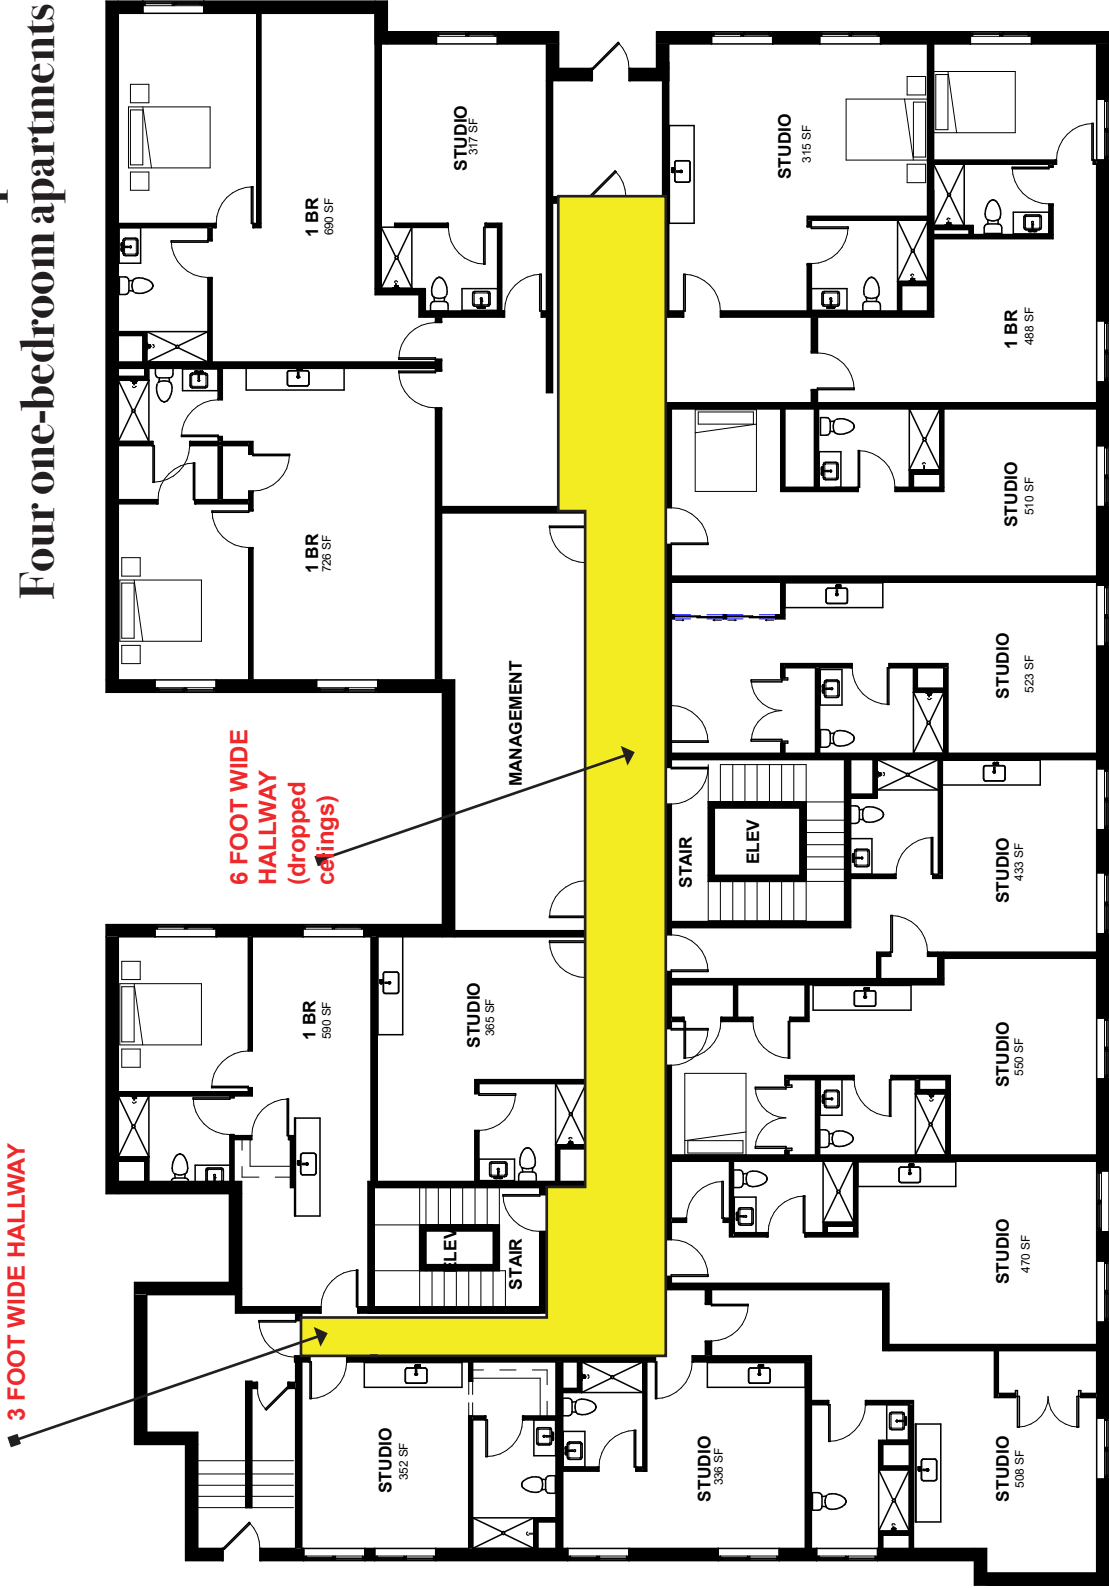 Four one-bedroom apartments
3 FOOT WIDE HALLWAY
6 FOOT WIDE
HALLWAY
(dropped
ceilings)
1 BR
690 SF
STUDIO
317 SF
STUDIO
315 SF
1 BR
488 SF
1 BR
726 SF
MANAGEMENT
STUDIO
510 SF
STUDIO
523 SF
STAIR
ELEV
STUDIO
433 SF
1 BR
590 SF
STUDIO
365 SF
STUDIO
550 SF
ELEV
STAIR
STUDIO
470 SF
STUDIO
352 SF
STUDIO
336 SF
STUDIO
508 SF